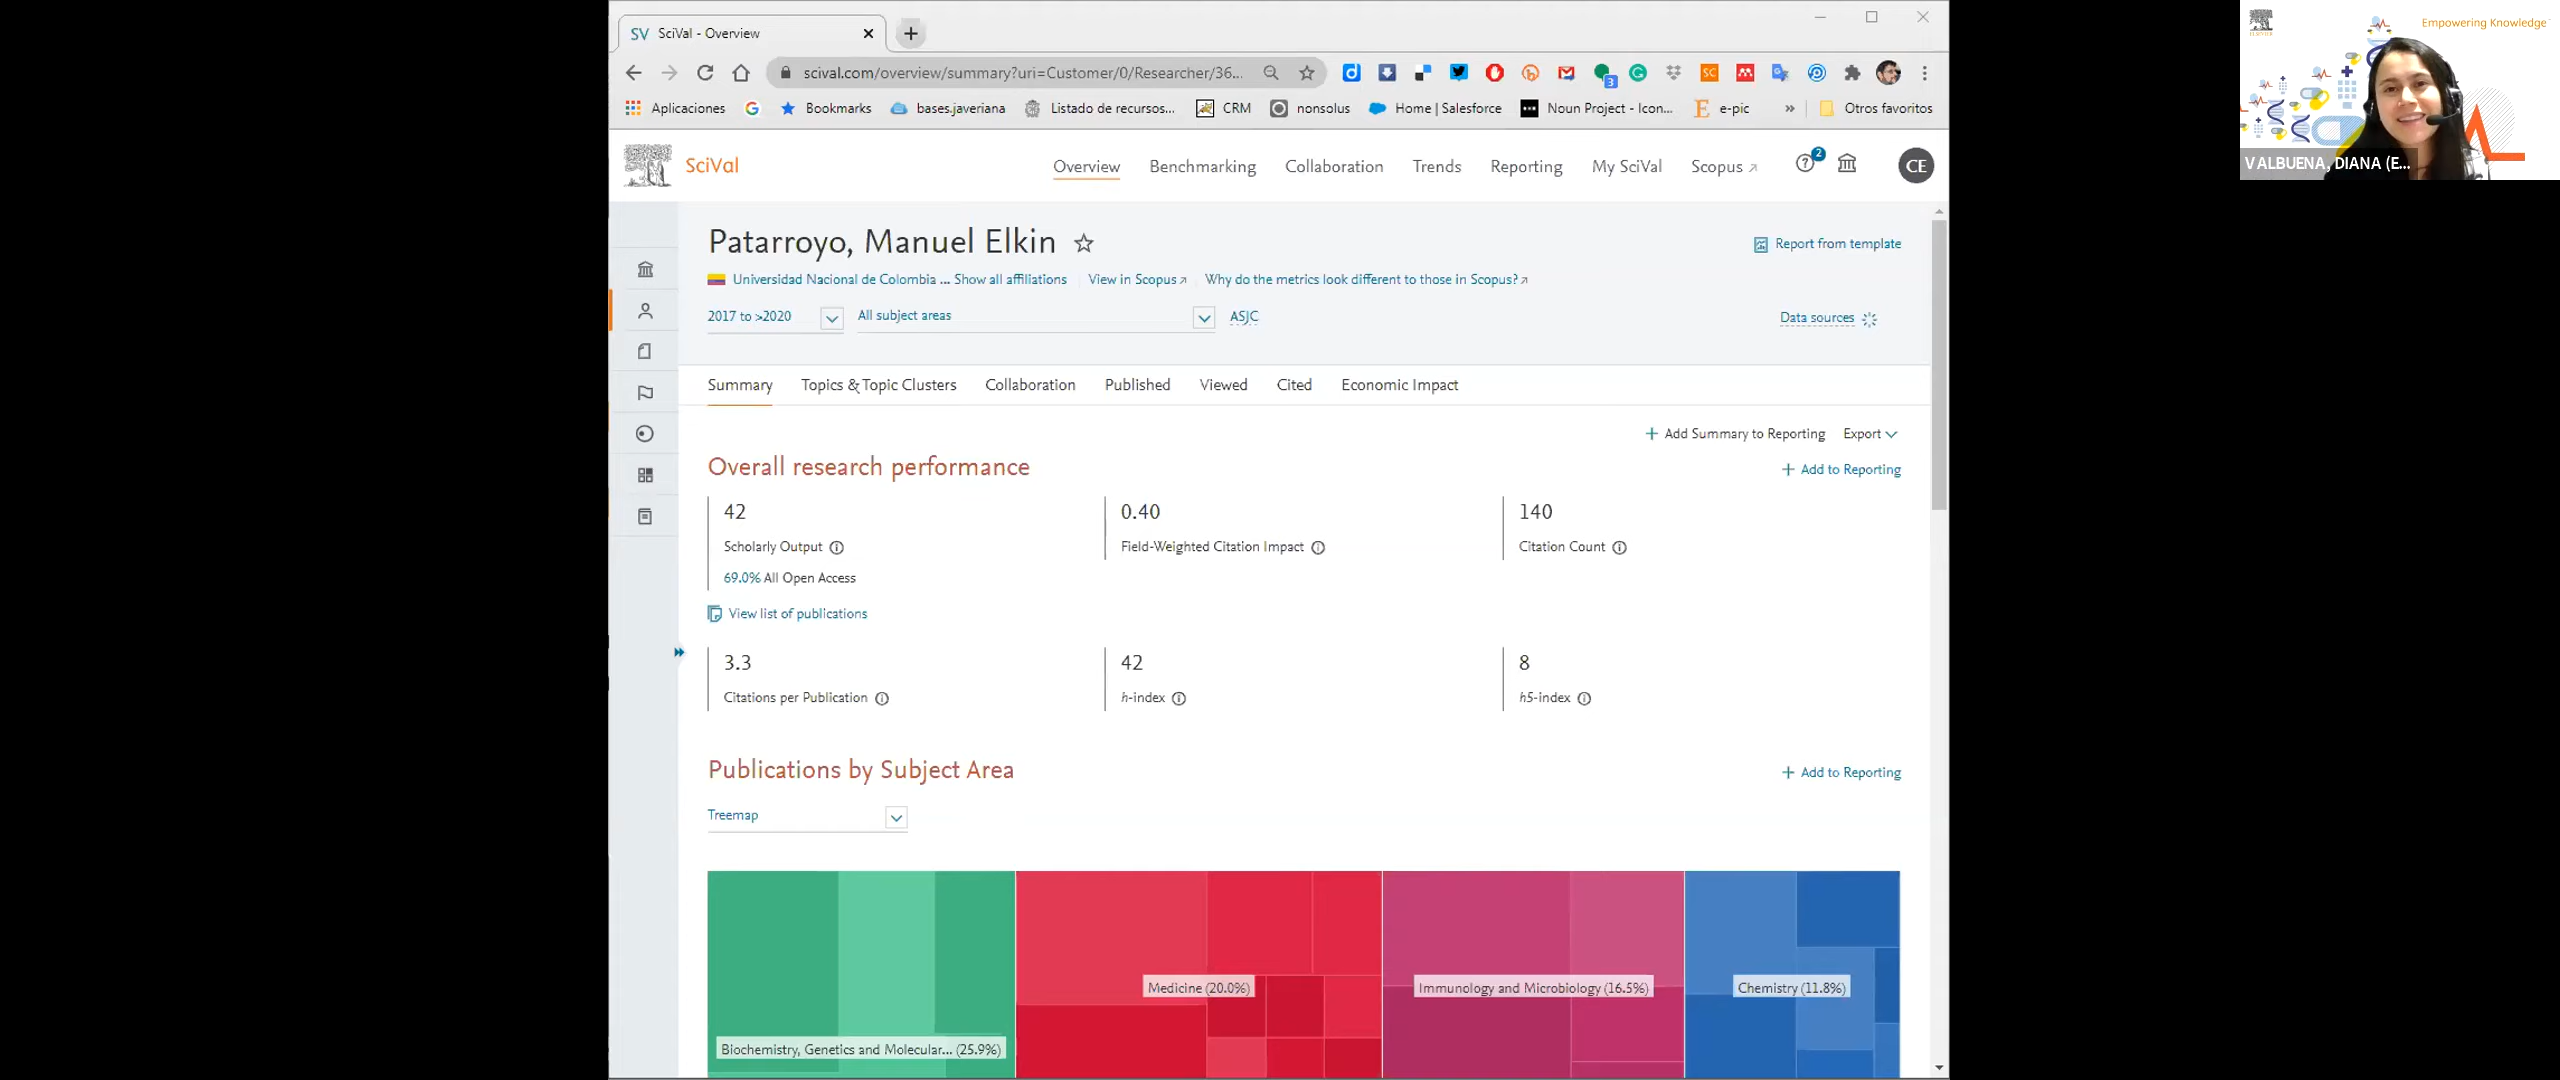 SV SciVal - Overview
scival.com/overview/summary?uri=Customer/0/Researcher/36...
3
Aplicaciones
Bookmarks
bases.javeriana
Listado de recursos...
CRM
nonsolus
Home | Salesforce
Noun Project - Icon...
e-pic
»
Otros favoritos
SciVal
Overview Benchmarking Collaboration Trends Reporting My SciVal Scopus
2
CE
Patarroyo, Manuel Elkin
Report from template
Universidad Nacional de Colombia ... Show all affiliations
View in Scopus
Why do the metrics look different to those in Scopus?
2017 to >2020
All subject areas
ASJC
Data sources
Summary Topics & Topic Clusters Collaboration Published Viewed Cited Economic Impact
+ Add Summary to Reporting Export
Overall research performance
+ Add to Reporting
42
Scholarly Output
69.0% All Open Access
View list of publications
0.40
Field-Weighted Citation Impact
140
Citation Count
3.3
Citations per Publication
42
h-index
8
h5-index
Publications by Subject Area
+ Add to Reporting
Treemap
Medicine (20.0%)
Immunology and Microbiology (16.5%)
Chemistry (11.8%)
Biochemistry, Genetics and Molecular... (25.9%)
Empowering Knowledge
ELSEVIER
VALBUENA, DIANA (E...